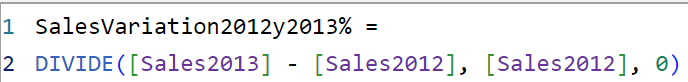 1 SalesVariation2012y2013% =
2 DIVIDE([Sales2013] - [Sales2012], [Sales2012], 0)